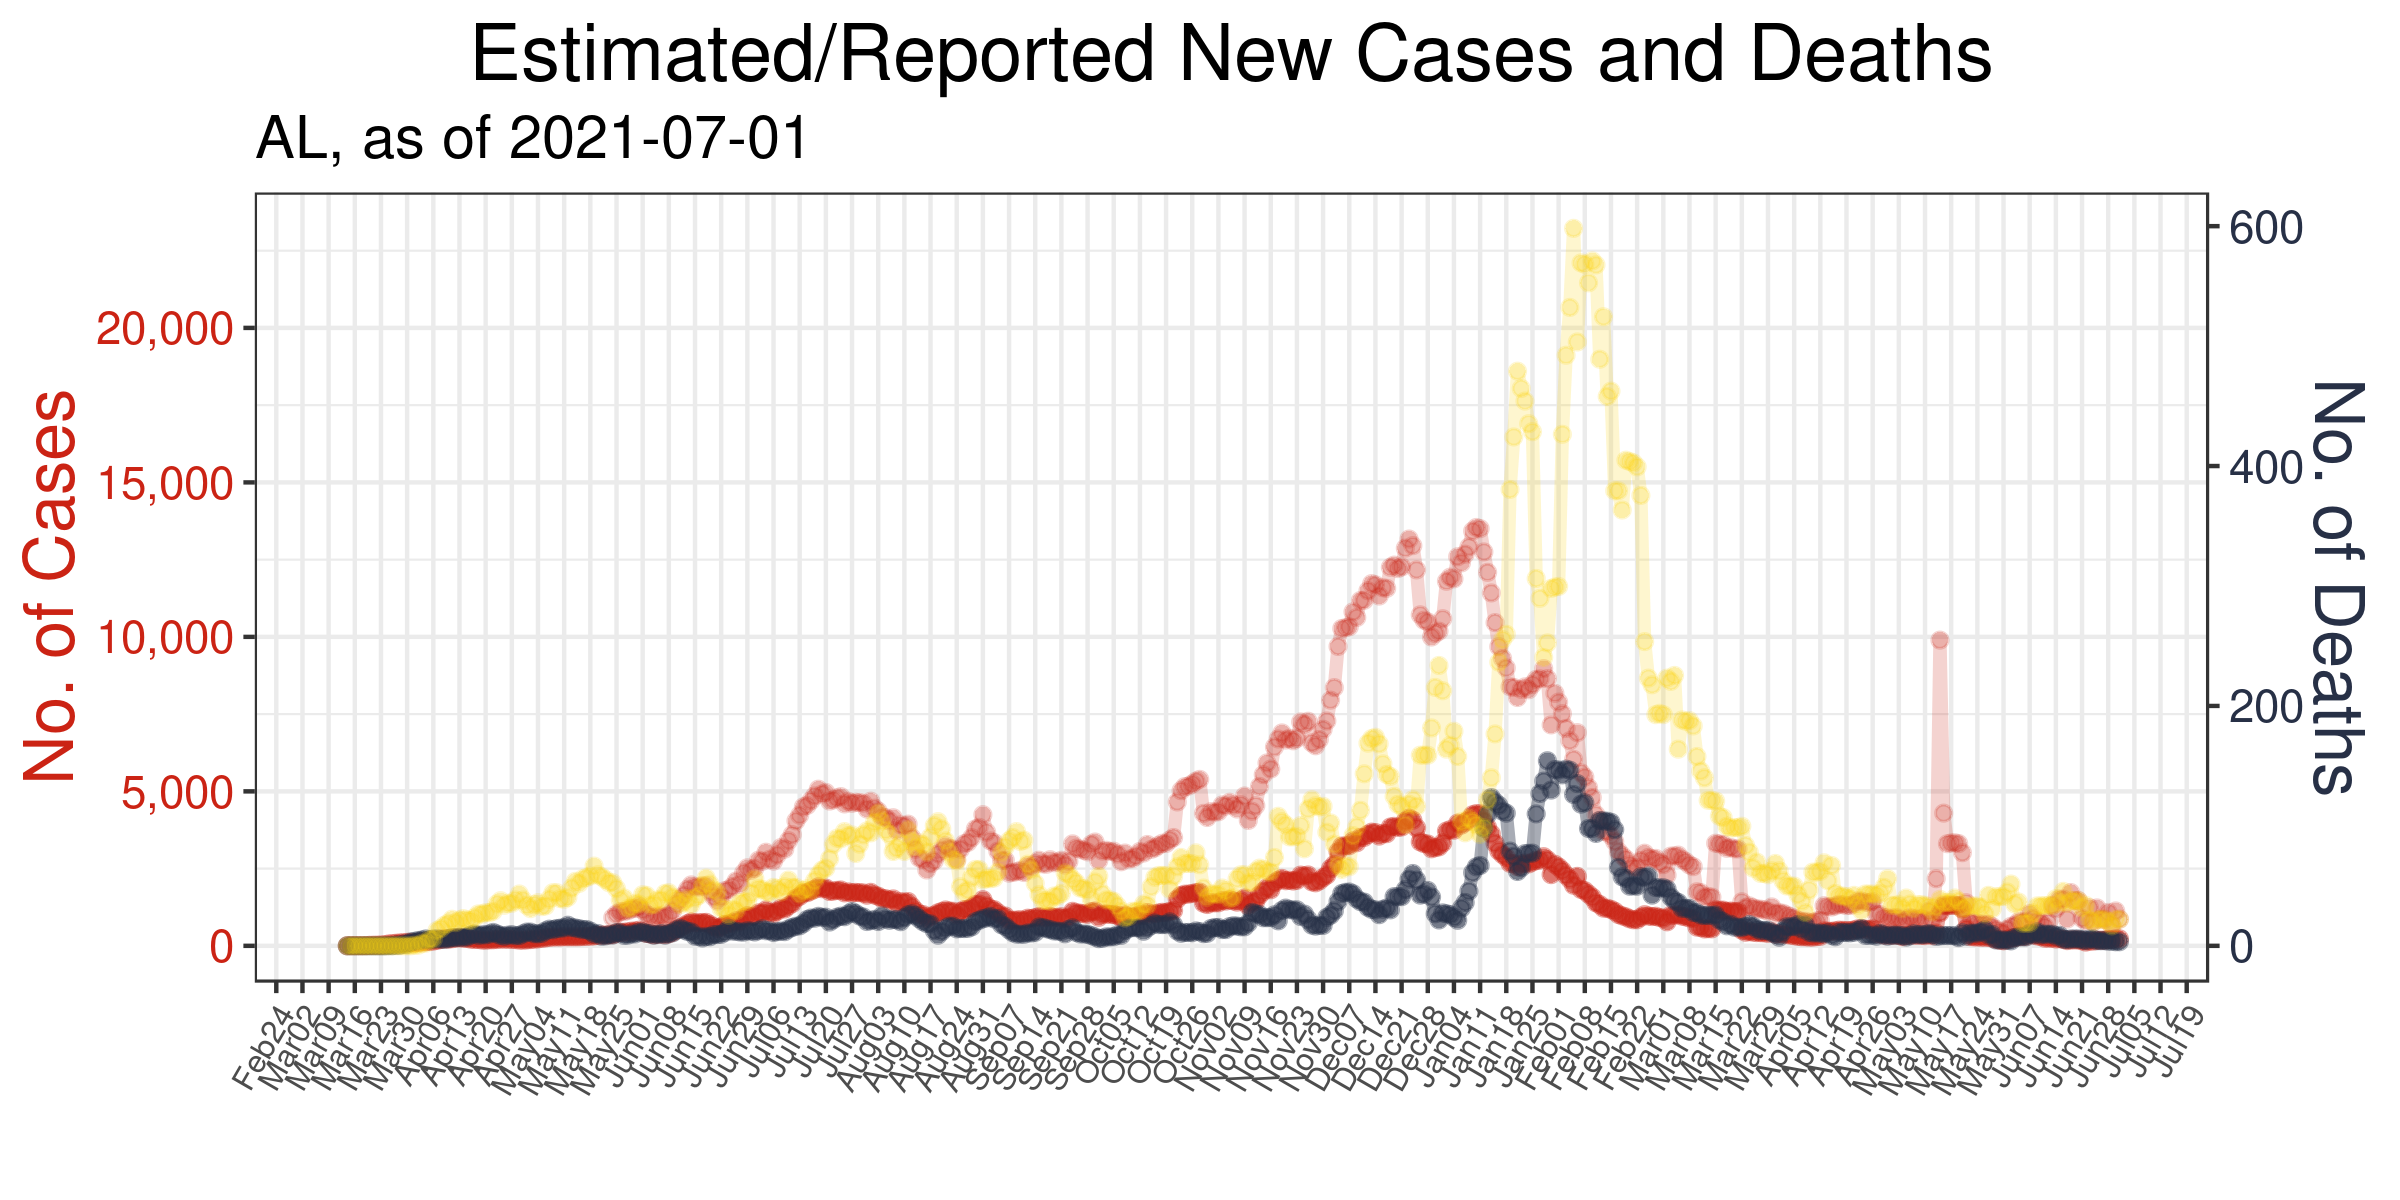 Estimated/Reported New Cases and Deaths
AL, as of 2021-07-01
No. of Cases
20,000
15,000
10,000
5,000
0
600
400
200
0
No. of Deaths
Feb24
Mar02
Mar09
Mar16
Mar23
Mar30
Apr06
Apr13
Apr20
Apr27
May04
May11
May18
May25
Jun01
Jun08
Jun15
Jun22
Jun29
Jul06
Jul13
Jul20
Jul27
Aug03
Aug10
Aug17
Aug24
Aug31
Sep07
Sep14
Sep21
Sep28
Oct05
Oct12
Oct19
Oct26
Nov02
Nov09
Nov16
Nov23
Nov30
Dec07
Dec14
Dec21
Dec28
Jan04
Jan11
Jan18
Jan25
Feb01
Feb08
Feb15
Feb22
Mar01
Mar08
Mar15
Mar22
Mar29
Apr05
Apr12
Apr19
Apr26
May03
May10
May17
May24
May31
Jun07
Jun14
Jun21
Jun28
Jul05
Jul12
Jul19